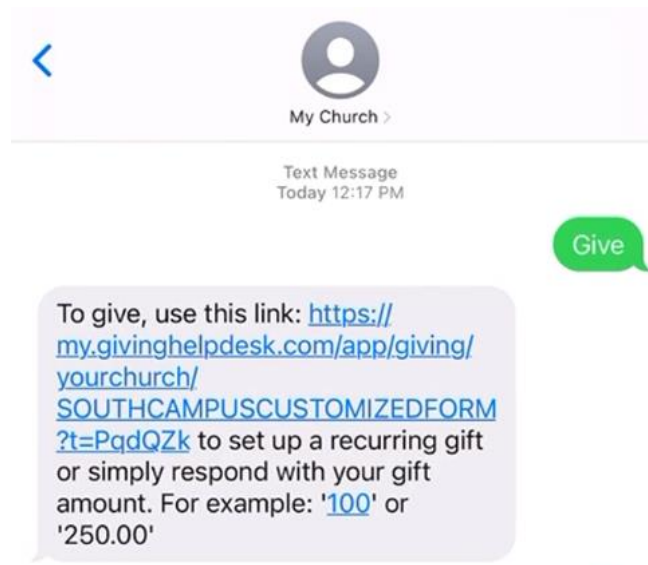 My Church >
Text Message
Today 12:17 PM
Give
To give, use this link: https://
my.givinghelpdesk.com/app/giving/
yourchurch/
SOUTHCAMPUSCUSTOMIZEDFORM
?t=PqdQZk to set up a recurring gift
or simply respond with your gift
amount. For example: '100' or
'250.00'